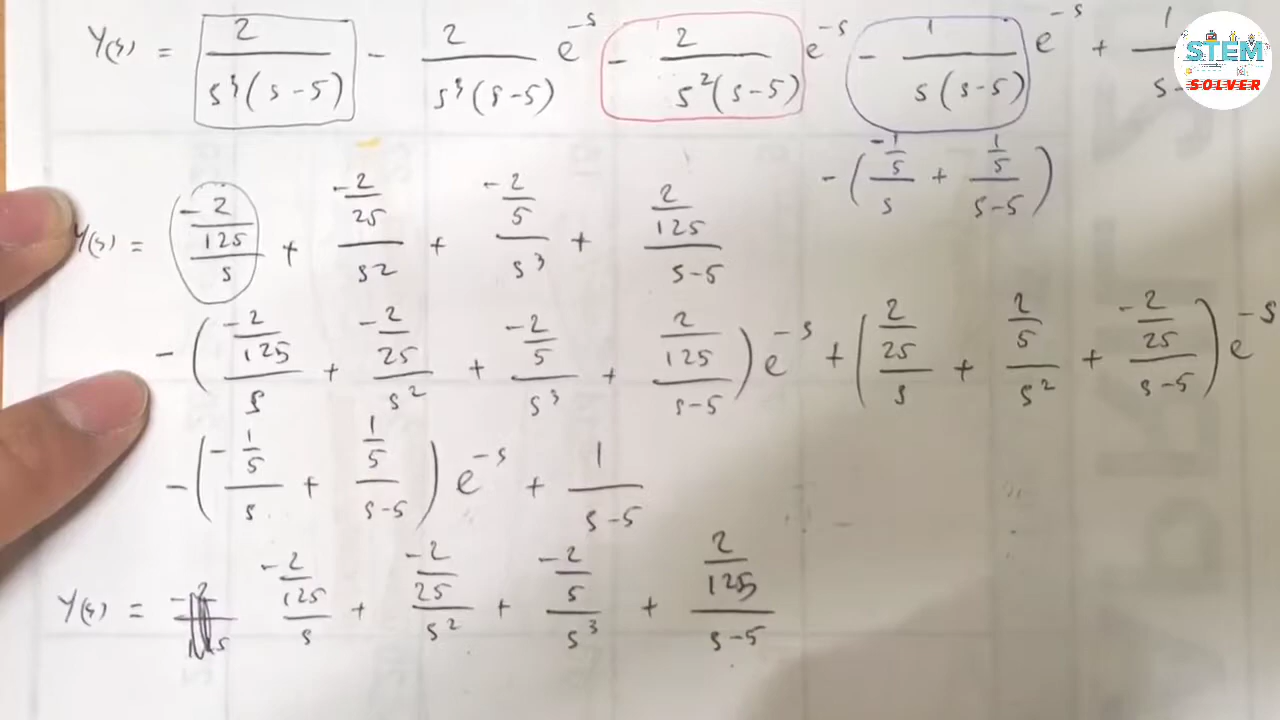 Y(s) = 2/(s³(s-5)) - 2/(s³(s-5)) e^-s - 2/(s²(s-5)) e^-s - 1/(s(s-5)) e^-s + 1/s-
STEM
SOLVER
-((-1/5)/s + (1/5)/(s-5))
Y(s) = (-2/125)/s + (-2/25)/s2 + (-2/5)/s³ + (2/125)/(s-5)
-((-2/125)/s + (-2/25)/s² + (-2/5)/s³ + (2/125)/(s-5)) e^-s + ((2/25)/s + (2/5)/s² + (-2/25)/(s-5)) e^-s
-((-1/5)/s + (1/5)/(s-5)) e^-s + 1/(s-5)
Y(s) = (-2/125)/s + (-2/25)/s² + (-2/5)/s³ + (2/125)/(s-5)